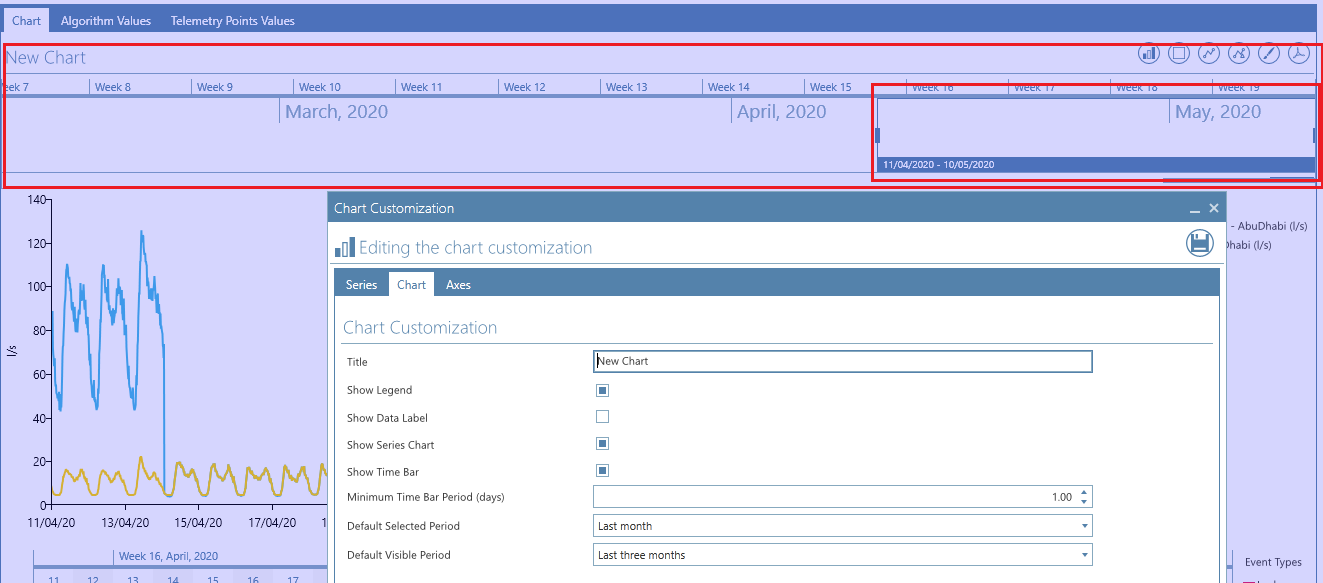 Chart Algorithm Values Telemetry Points Values
New Chart
eek 7 Week 8 Week 9 Week 10 Week 11 Week 12 Week 13 Week 14 Week 15 Week 16 Week 17 Week 18 Week 19
March, 2020 April, 2020 May, 2020
11/04/2020 - 10/05/2020
140
120
100
80
60
40
20
0
l/s
11/04/20 13/04/20 15/04/20 17/04/20 1
Week 16, April, 2020
11 12 13 14 15 16 17
Chart Customization
Editing the chart customization
Series Chart Axes
Chart Customization
Title New Chart
Show Legend
Show Data Label
Show Series Chart
Show Time Bar
Minimum Time Bar Period (days) 1.00
Default Selected Period Last month
Default Visible Period Last three months
- AbuDhabi (l/s)
Dhabi (l/s)
Event Types